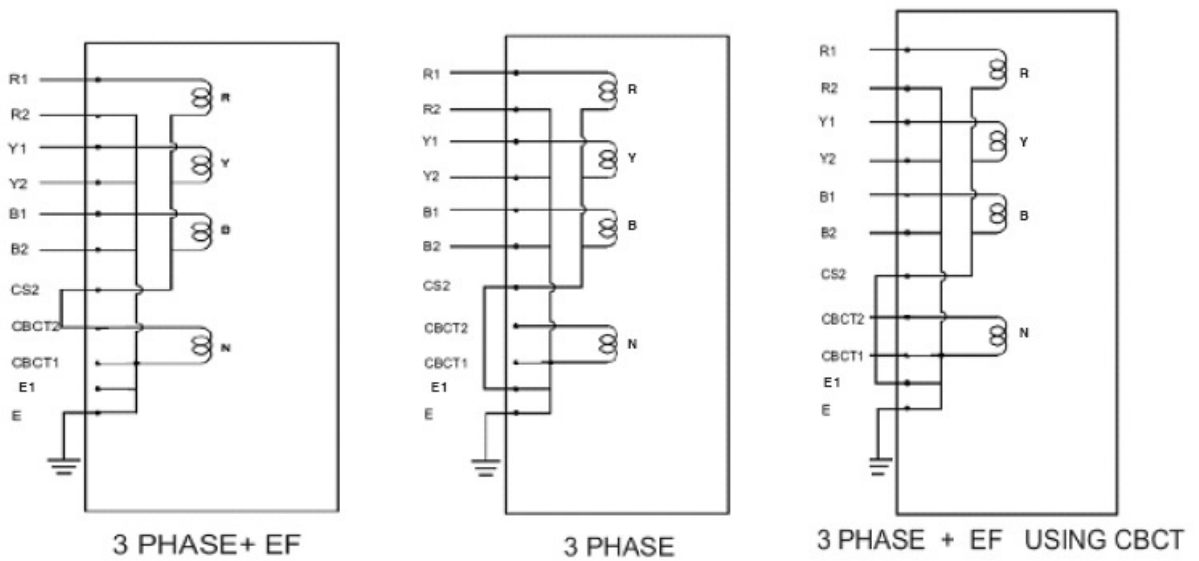 R1
R
R2
Y1
Y
Y2
B1
B
B2
CS2
CBCT2
N
CBCT1
E1
E
3 PHASE+ EF
R1
R
R2
Y1
Y
Y2
B1
B
B2
CS2
CBCT2
N
CBCT1
E1
E
3 PHASE
R1
R
R2
Y1
Y
Y2
B1
B
B2
CS2
CBCT2
N
CBCT1
E1
E
3 PHASE + EF USING CBCT